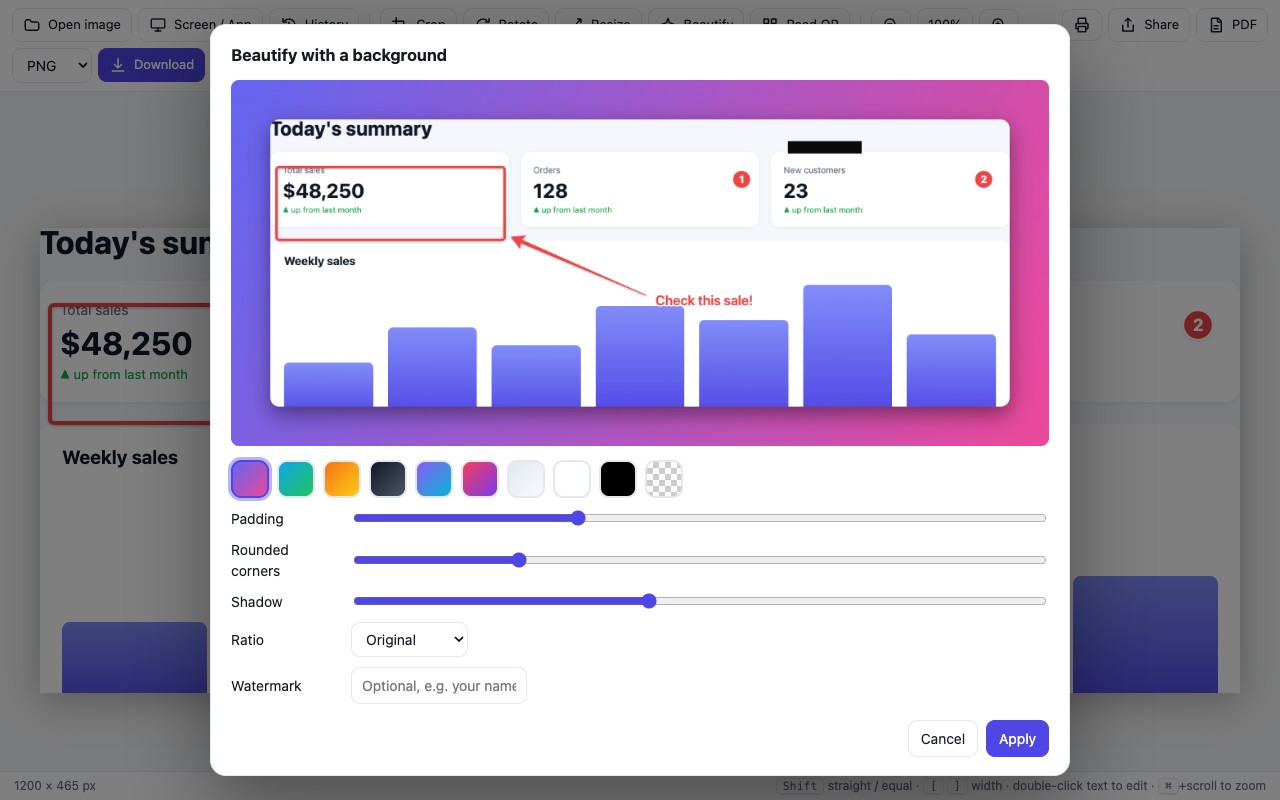 Open image
Screen / App
History
Crop
Rotate
Resize
Beautify
Read QR
100%
Share
PDF
PNG
Download
Beautify with a background
Today's summary
Total sales
$48,250
▲ up from last month
Orders
128
▲ up from last month
1
New customers
23
▲ up from last month
2
Weekly sales
Check this sale!
Today's sum
Total sales
$48,250
▲ up from last month
2
Weekly sales
Padding
Rounded
corners
Shadow
Ratio
Original
Watermark
Optional, e.g. your name
Cancel
Apply
1200 × 465 px
Shift straight / equal · [ ] width · double-click text to edit · ⌘ +scroll to zoom